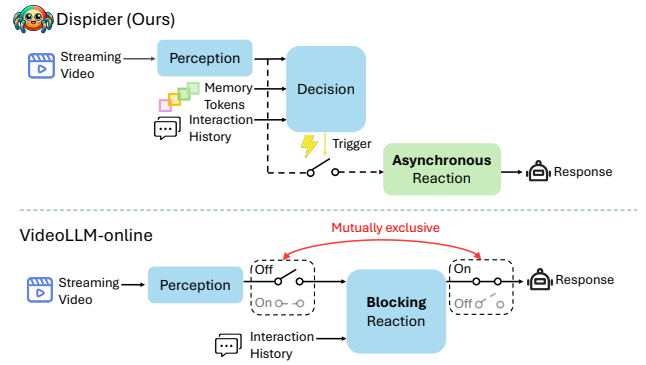 Dispider (Ours)
Streaming
Video
Perception
Memory
Tokens
Interaction
History
Decision
Trigger
Asynchronous
Reaction
Response
VideoLLM-online
Mutually exclusive
Streaming
Video
Perception
Off
On
Blocking
Reaction
On
Off
Response
Interaction
History